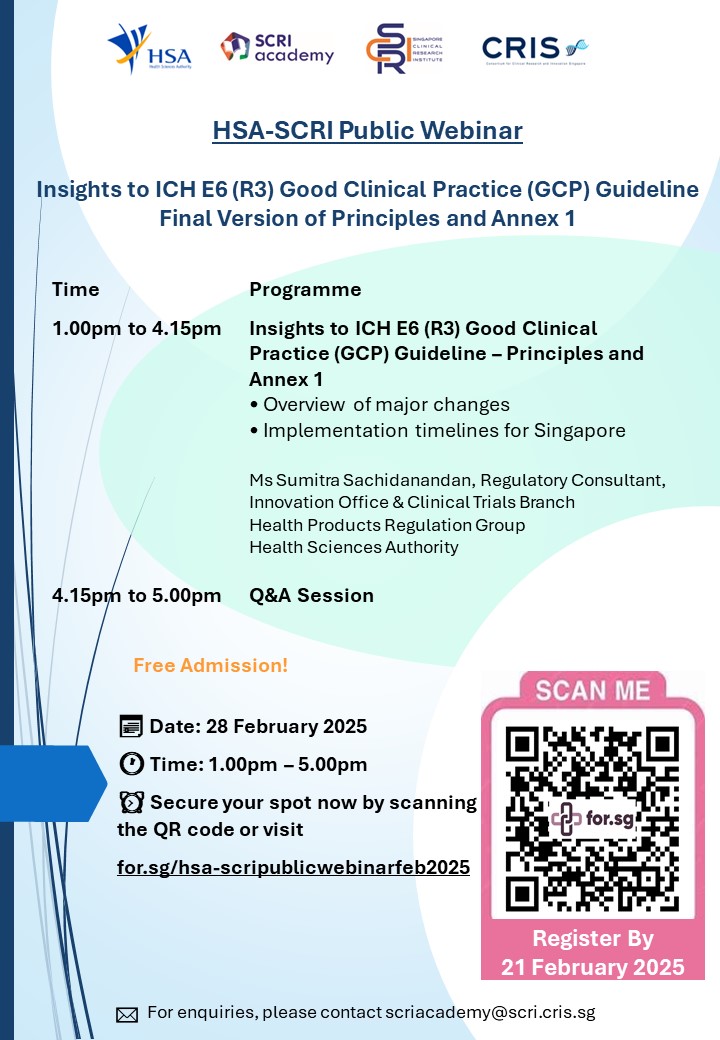 HSA
Health Sciences Authority
SCRI
academy
SCRI
SINGAPORE
CLINICAL
RESEARCH
INSTITUTE
CRIS
Consortium for Clinical Research and Innovation Singapore
HSA-SCRI Public Webinar
Insights to ICH E6 (R3) Good Clinical Practice (GCP) Guideline
Final Version of Principles and Annex 1
Time Programme
1.00pm to 4.15pm Insights to ICH E6 (R3) Good Clinical
Practice (GCP) Guideline – Principles and
Annex 1
• Overview of major changes
• Implementation timelines for Singapore
Ms Sumitra Sachidanandan, Regulatory Consultant,
Innovation Office & Clinical Trials Branch
Health Products Regulation Group
Health Sciences Authority
4.15pm to 5.00pm Q&A Session
Free Admission!
Date: 28 February 2025
Time: 1.00pm – 5.00pm
Secure your spot now by scanning
the QR code or visit
for.sg/hsa-scripublicwebinarfeb2025
SCAN ME
for.sg
Register By
21 February 2025
For enquiries, please contact scriacademy@scri.cris.sg